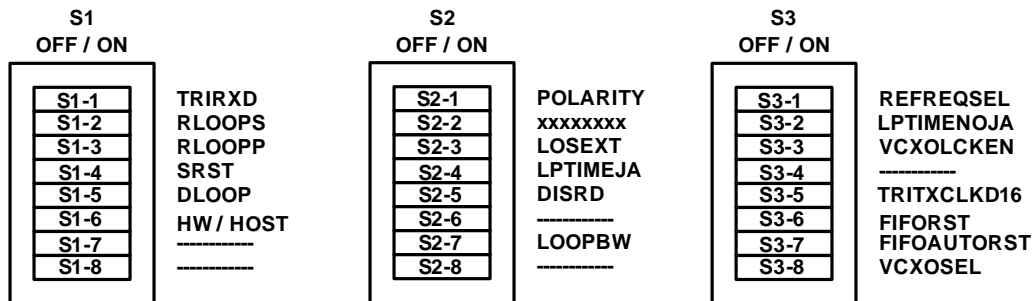 S1
OFF / ON
S1-1 TRIRXD
S1-2 RLOOPS
S1-3 RLOOPP
S1-4 SRST
S1-5 DLOOP
S1-6 HW / HOST
S1-7 ------------
S1-8 ------------
S2
OFF / ON
S2-1 POLARITY
S2-2 xxxxxxxx
S2-3 LOSEXT
S2-4 LPTIMEJA
S2-5 DISRD
S2-6 ------------
S2-7 LOOPBW
S2-8 ------------
S3
OFF / ON
S3-1 REFREQSEL
S3-2 LPTIMENOJA
S3-3 VCXOLCKEN
S3-4 ------------
S3-5 TRITXCLKD16
S3-6 FIFORST
S3-7 FIFOAUTORST
S3-8 VCXOSEL